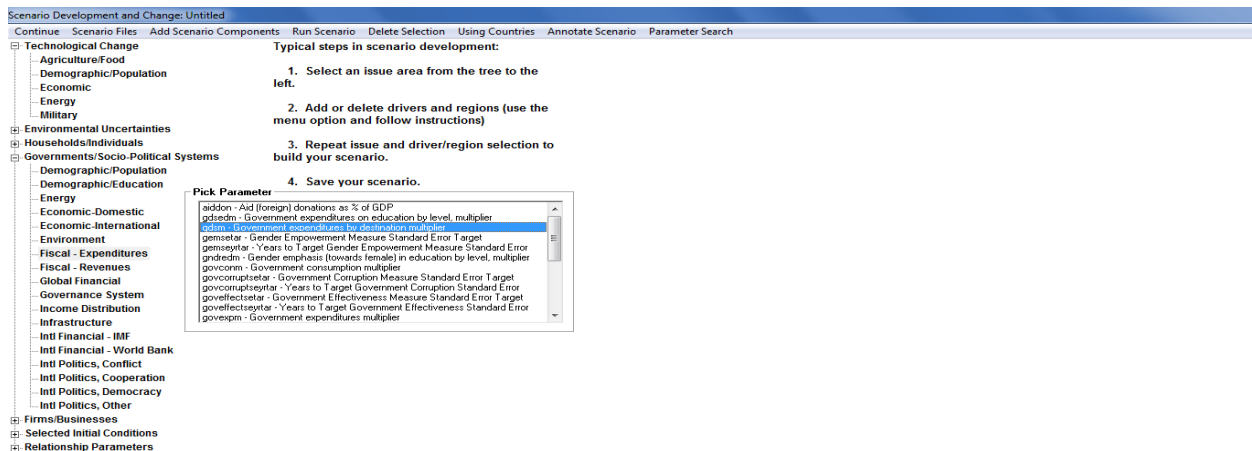 Scenario Development and Change: Untitled
Continue Scenario Files Add Scenario Components Run Scenario Delete Selection Using Countries Annotate Scenario Parameter Search
Technological Change
Agriculture/Food
Demographic/Population
Economic
Energy
Military
Environmental Uncertainties
Households/Individuals
Governments/Socio-Political Systems
Demographic/Population
Demographic/Education
Energy
Economic-Domestic
Economic-International
Environment
Fiscal - Expenditures
Fiscal - Revenues
Global Financial
Governance System
Income Distribution
Infrastructure
Intl Financial - IMF
Intl Financial - World Bank
Intl Politics, Conflict
Intl Politics, Cooperation
Intl Politics, Democracy
Intl Politics, Other
Firms/Businesses
Selected Initial Conditions
Relationship Parameters
Typical steps in scenario development:
1. Select an issue area from the tree to the
left.
2. Add or delete drivers and regions (use the
menu option and follow instructions)
3. Repeat issue and driver/region selection to
build your scenario.
4. Save your scenario.
Pick Parameter
aiddon - Aid (foreign) donations as % of GDP
gdsedm - Government expenditures on education by level, multiplier
gdsm - Government expenditures by destination multiplier
gemsetar - Gender Empowerment Measure Standard Error Target
gemseyrtar - Years to Target Gender Empowerment Measure Standard Error
gndredm - Gender emphasis (towards female) in education by level, multiplier
govconm - Government consumption multiplier
govcorruptsetar - Government Corruption Measure Standard Error Target
govcorruptseyrtar - Years to Target Government Corruption Standard Error
goveffectsetar - Government Effectiveness Measure Standard Error Target
goveffectseyrtar - Years to Target Government Effectiveness Standard Error
govexpm - Government expenditures multiplier